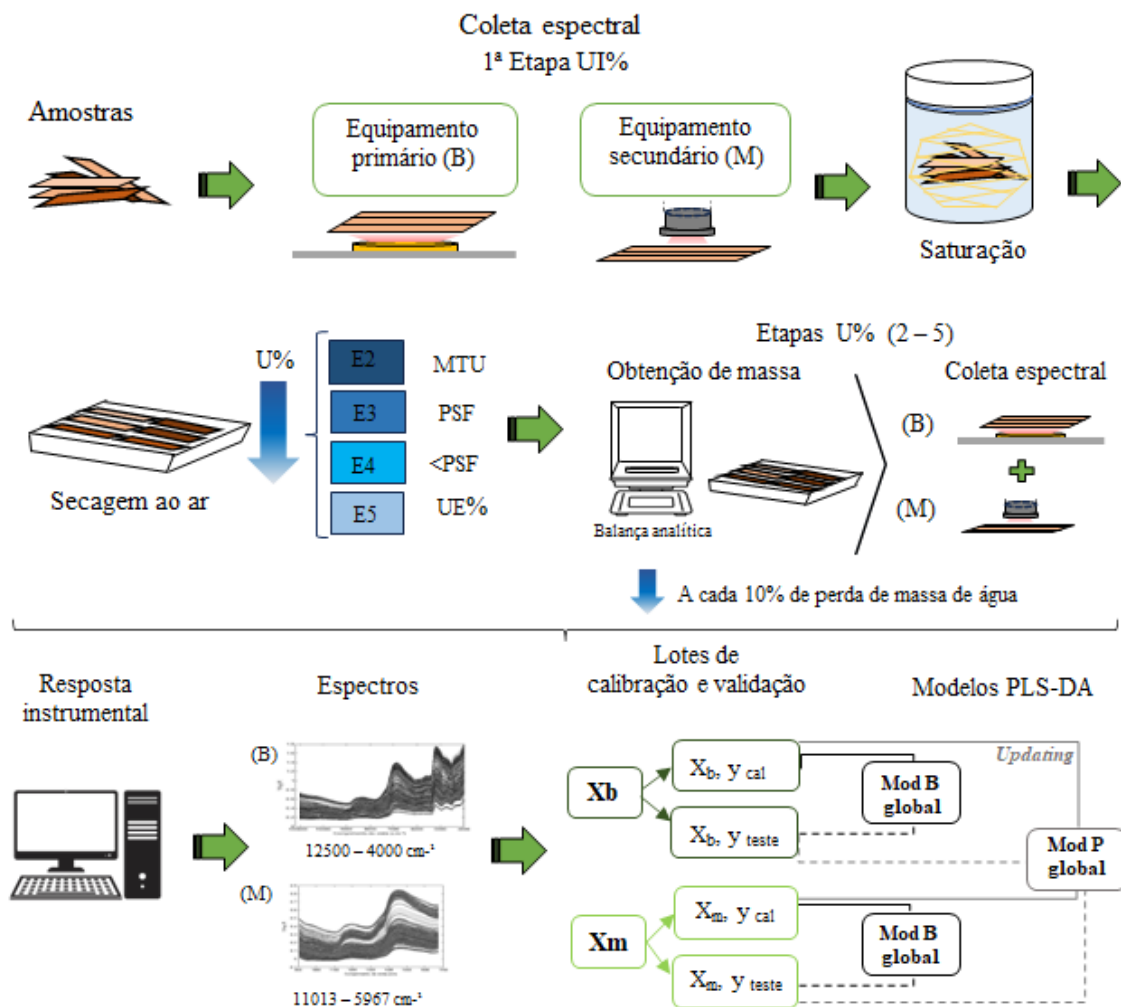 Coleta espectral
1ª Etapa UI%
Amostras
Equipamento
primário (B)
Equipamento
secundário (M)
Saturação
Secagem ao ar
U%
E2
MTU
E3
PSF
E4
<PSF
E5
UE%
Etapas U% (2 – 5)
Obtenção de massa
Balança analítica
Coleta espectral
(B)
(M)
A cada 10% de perda de massa de água
Resposta
instrumental
Espectros
(B)
12500 – 4000 cm-¹
(M)
11013 – 5967 cm-¹
Lotes de
calibração e validação
Modelos PLS-DA
Xb
Xb, y cal
Xb, y teste
Mod B
global
Updating
Mod P
global
Xm
Xm, y cal
Xm, y teste
Mod B
global